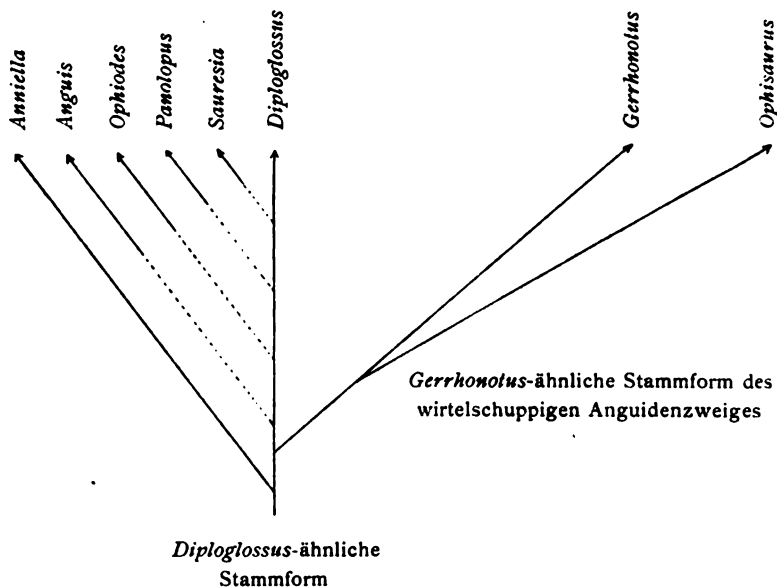 Anniella
Anguis
Ophiodes
Panolopus
Sauresia
Diploglossus
Gerrhonotus
Ophisaurus
Gerrhonotus-ähnliche Stammform des
wirtelschuppigen Anguidenzweiges
Diploglossus-ähnliche
Stammform